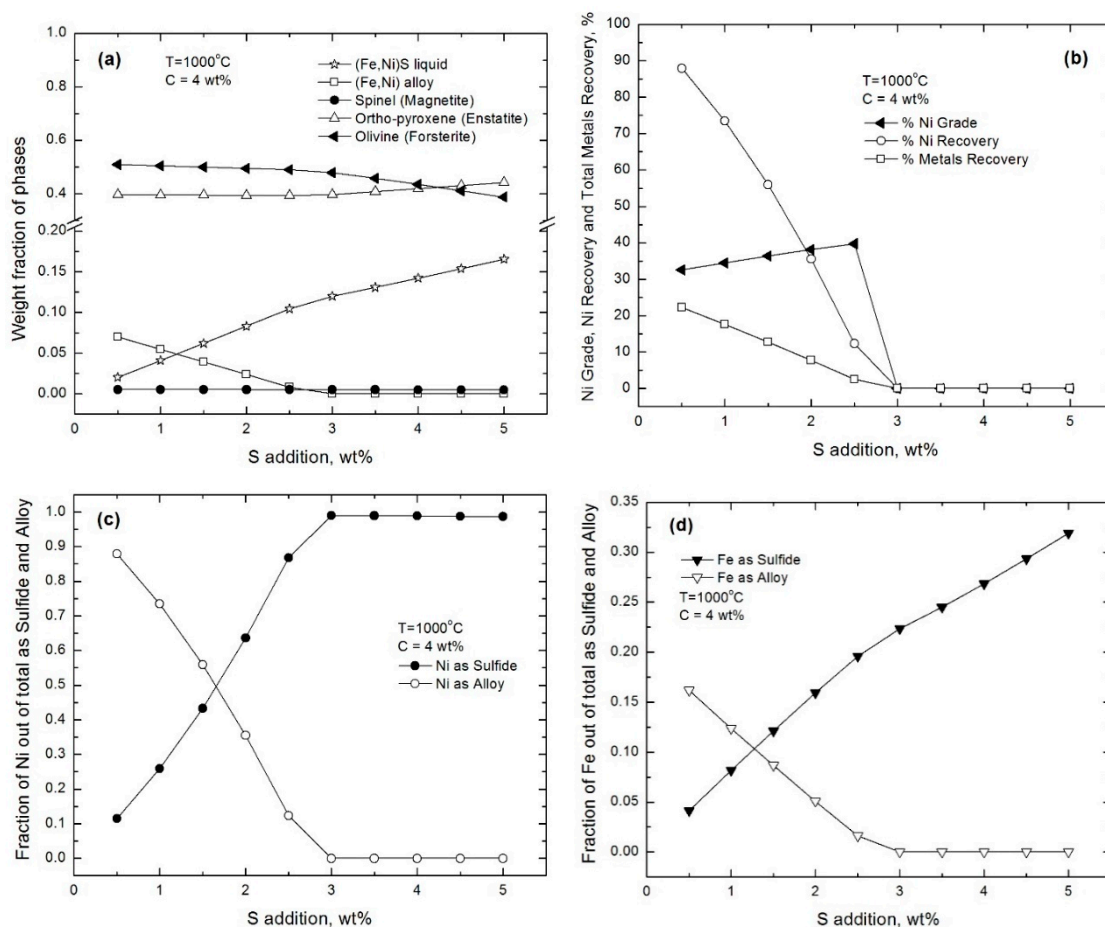 (a)
T=1000°C
C = 4 wt%
(Fe,Ni)S liquid
(Fe,Ni) alloy
Spinel (Magnetite)
Ortho-pyroxene (Enstatite)
Olivine (Forsterite)
Weight fraction of phases
1.0
0.8
0.6
0.4
0.20
0.15
0.10
0.05
0.00
0 1 2 3 4 5
S addition, wt%
(b)
T=1000°C
C = 4 wt%
% Ni Grade
% Ni Recovery
% Metals Recovery
Ni Grade, Ni Recovery and Total Metals Recovery, %
100
90
80
70
60
50
40
30
20
10
0
0 1 2 3 4 5
S addition, wt%
(c)
T=1000°C
C = 4 wt%
Ni as Sulfide
Ni as Alloy
Fraction of Ni out of total as Sulfide and Alloy
1.0
0.9
0.8
0.7
0.6
0.5
0.4
0.3
0.2
0.1
0.0
0 1 2 3 4 5
S addition, wt%
(d)
Fe as Sulfide
Fe as Alloy
T=1000°C
C = 4 wt%
Fraction of Fe out of total as Sulfide and Alloy
0.35
0.30
0.25
0.20
0.15
0.10
0.05
0.00
0 1 2 3 4 5
S addition, wt%